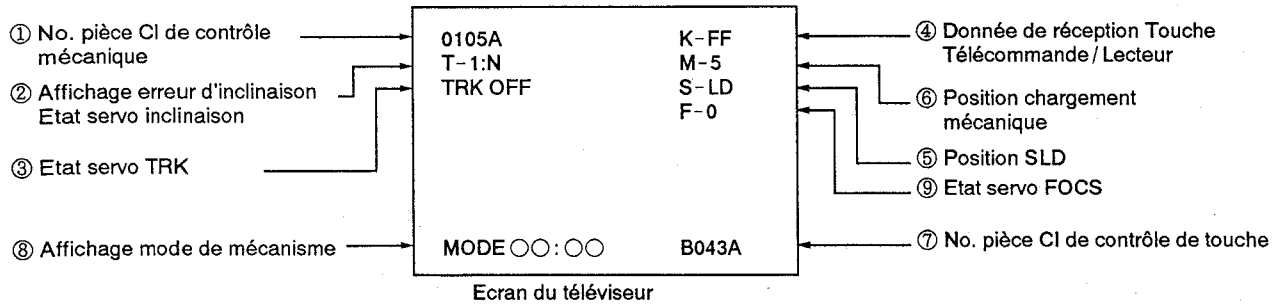 ① No. pièce CI de contrôle
mécanique
② Affichage erreur d'inclinaison
Etat servo inclinaison
③ Etat servo TRK
⑧ Affichage mode de mécanisme
0105A K-FF
T-1:N M-5
TRK OFF S-LD
F-0
MODE ○○:○○ B043A
④ Donnée de réception Touche
Télécommande / Lecteur
⑥ Position chargement
mécanique
⑤ Position SLD
⑨ Etat servo FOCS
⑦ No. pièce CI de contrôle de touche
Ecran du téléviseur